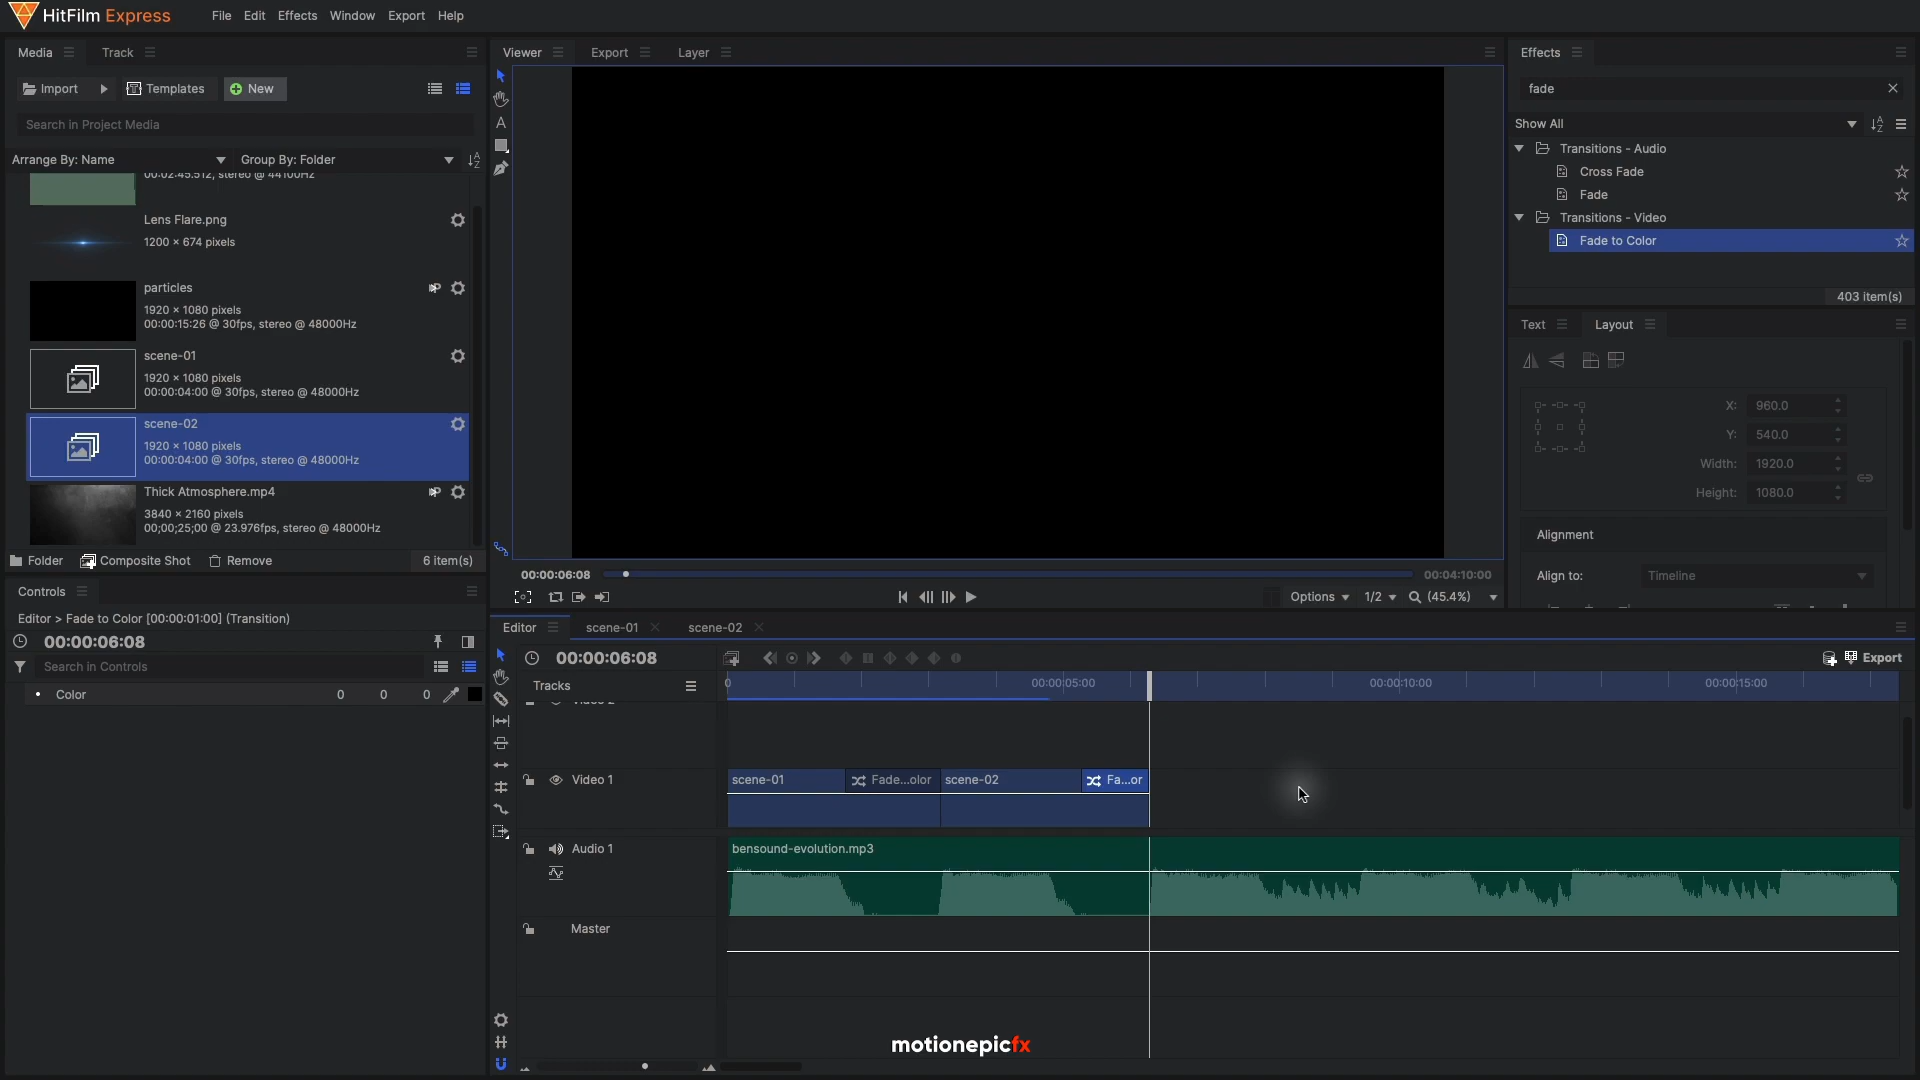 HitFilm Express
File Edit Effects Window Export Help
Media
Track
Import
Templates
New
Search in Project Media
Arrange By: Name
Group By: Folder
00:02:45.512, stereo @ 44100Hz
Lens Flare.png
1200 × 674 pixels
particles
1920 × 1080 pixels
00:00:15:26 @ 30fps, stereo @ 48000Hz
scene-01
1920 × 1080 pixels
00:00:04:00 @ 30fps, stereo @ 48000Hz
scene-02
1920 × 1080 pixels
00:00:04:00 @ 30fps, stereo @ 48000Hz
Thick Atmosphere.mp4
3840 × 2160 pixels
00;00;25;00 @ 23.976fps, stereo @ 48000Hz
Folder
Composite Shot
Remove
6 item(s)
Controls
Editor > Fade to Color [00:00:01:00] (Transition)
00:00:06:08
Search in Controls
Color 0 0 0
Viewer
Export
Layer
00:00:06:08
00:04:10:00
Options
1/2
(45.4%)
Effects
fade
Show All
Transitions - Audio
Cross Fade
Fade
Transitions - Video
Fade to Color
403 item(s)
Text
Layout
X: 960.0
Y: 540.0
Width: 1920.0
Height: 1080.0
Alignment
Align to: Timeline
Editor
scene-01
scene-02
00:00:06:08
Export
Tracks
0
00:00:05:00
00:00:10:00
00:00:15:00
Video 2
Video 1
scene-01
Fade...olor
scene-02
Fa...or
Audio 1
bensound-evolution.mp3
Master
motionepicfx